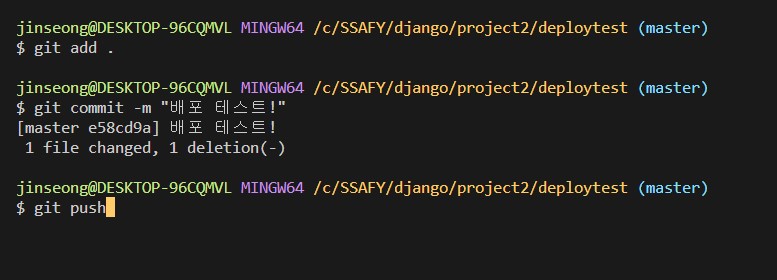 jinseong@DESKTOP-96CQMVL MINGW64 /c/SSAFY/django/project2/deploytest (master)
$ git add .
jinseong@DESKTOP-96CQMVL MINGW64 /c/SSAFY/django/project2/deploytest (master)
$ git commit -m "배포 테스트!"
[master e58cd9a] 배포 테스트!
 1 file changed, 1 deletion(-)
jinseong@DESKTOP-96CQMVL MINGW64 /c/SSAFY/django/project2/deploytest (master)
$ git push